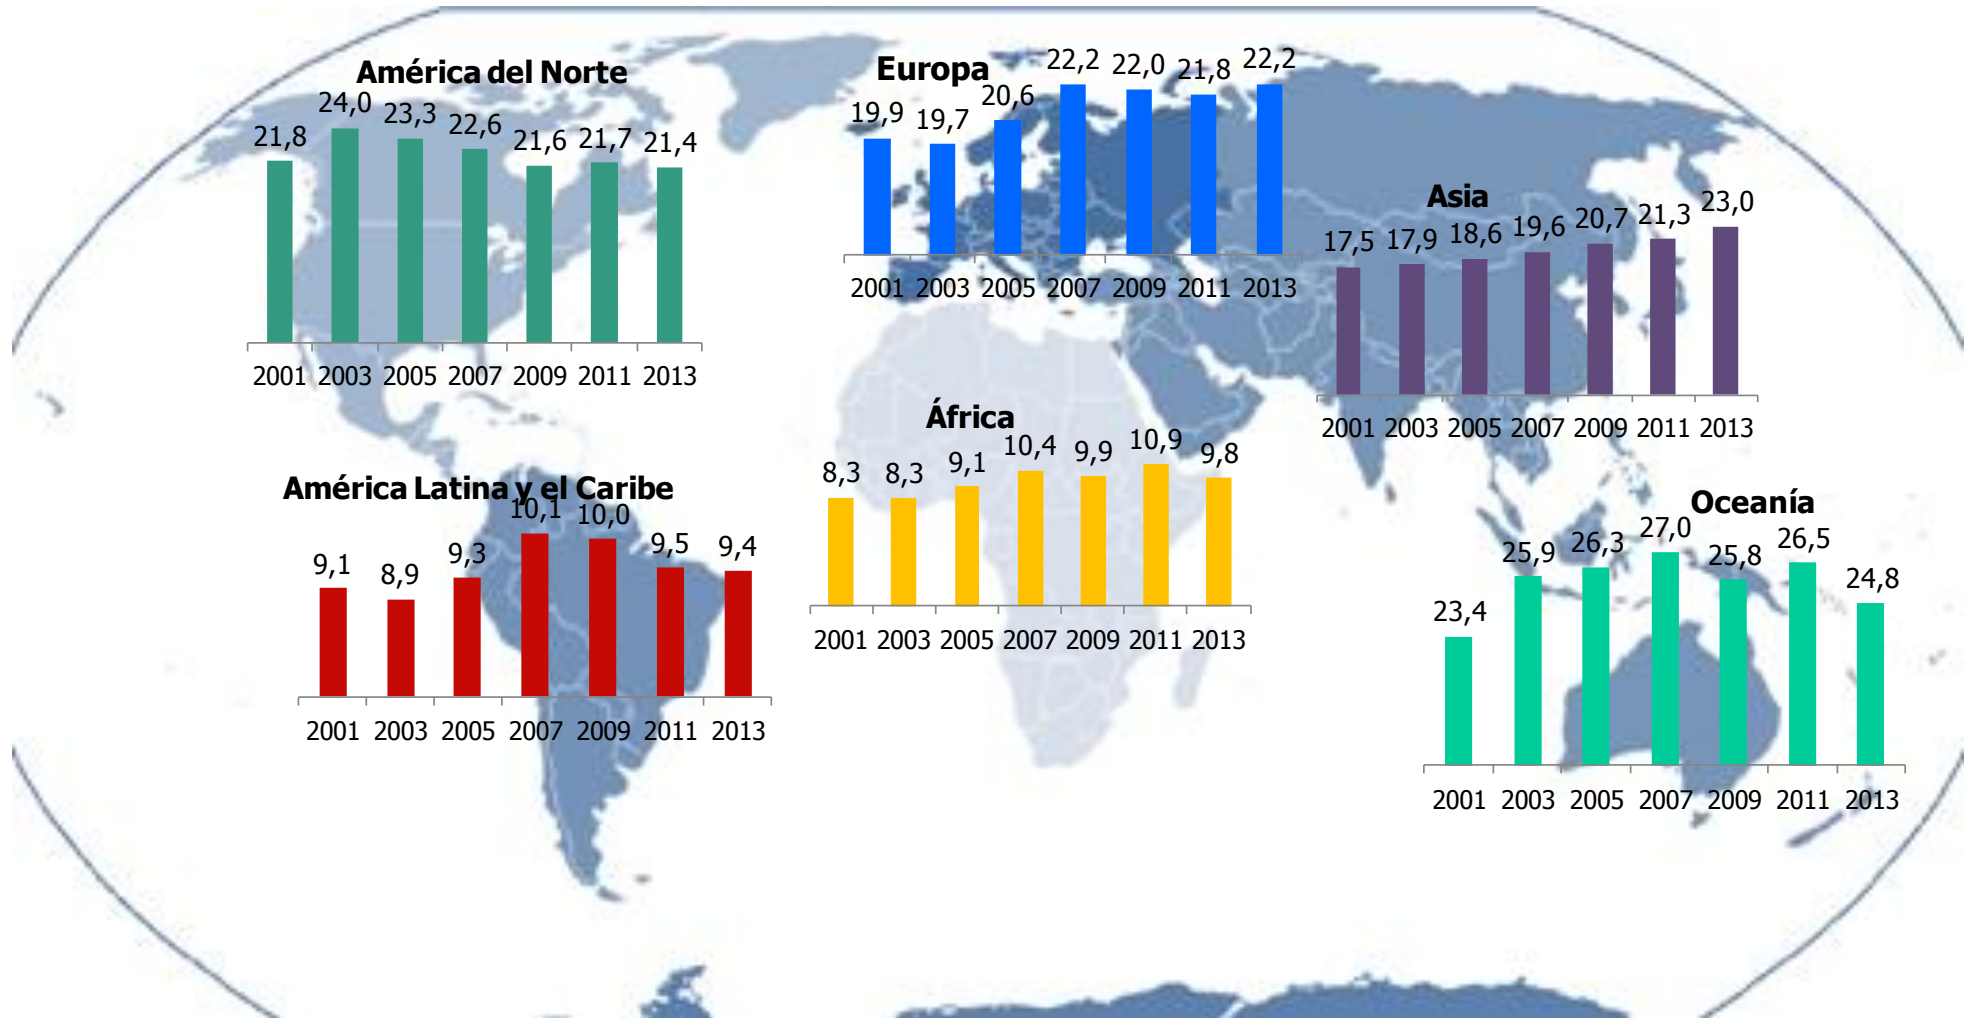 América del Norte
21,8 24,0 23,3 22,6 21,6 21,7 21,4
2001 2003 2005 2007 2009 2011 2013
Europa
19,9 19,7 20,6 22,2 22,0 21,8 22,2
2001 2003 2005 2007 2009 2011 2013
Asia
17,5 17,9 18,6 19,6 20,7 21,3 23,0
2001 2003 2005 2007 2009 2011 2013
África
8,3 8,3 9,1 10,4 9,9 10,9 9,8
2001 2003 2005 2007 2009 2011 2013
América Latina y el Caribe
9,1 8,9 9,3 10,1 10,0 9,5 9,4
2001 2003 2005 2007 2009 2011 2013
Oceanía
23,4 25,9 26,3 27,0 25,8 26,5 24,8
2001 2003 2005 2007 2009 2011 2013